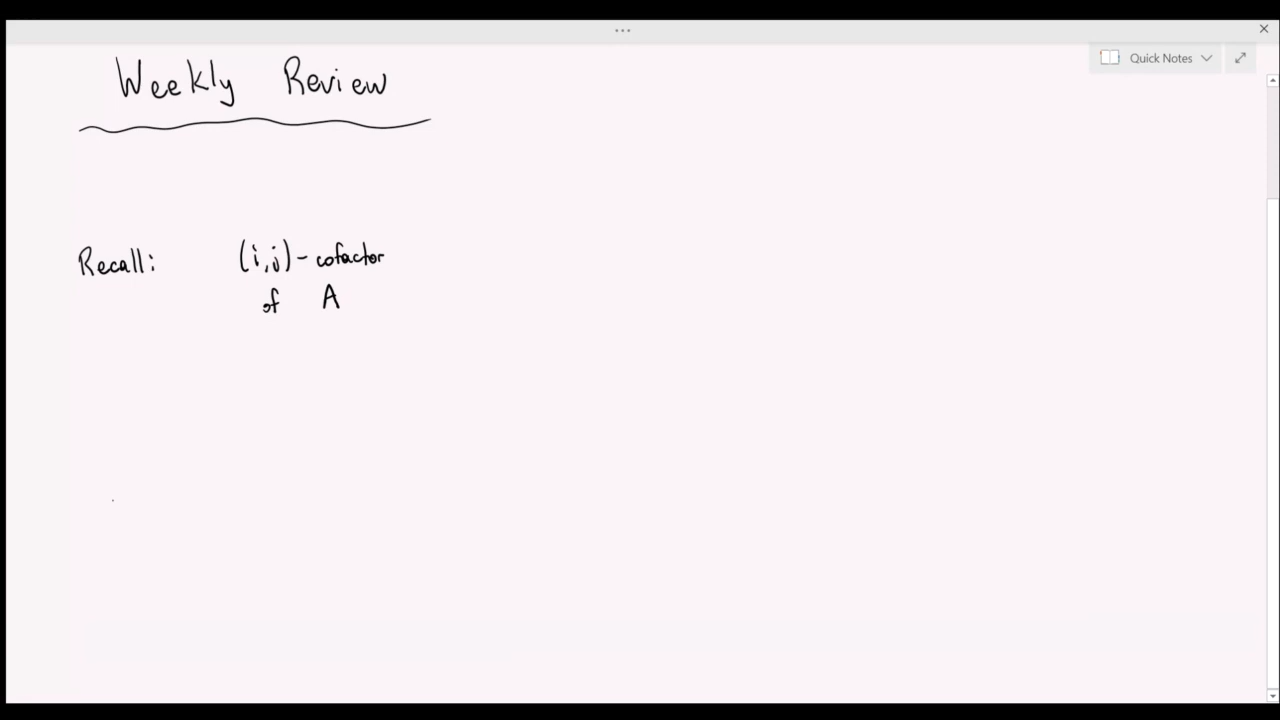 Quick Notes
Weekly Review
Recall: (i,j)-cofactor
of A